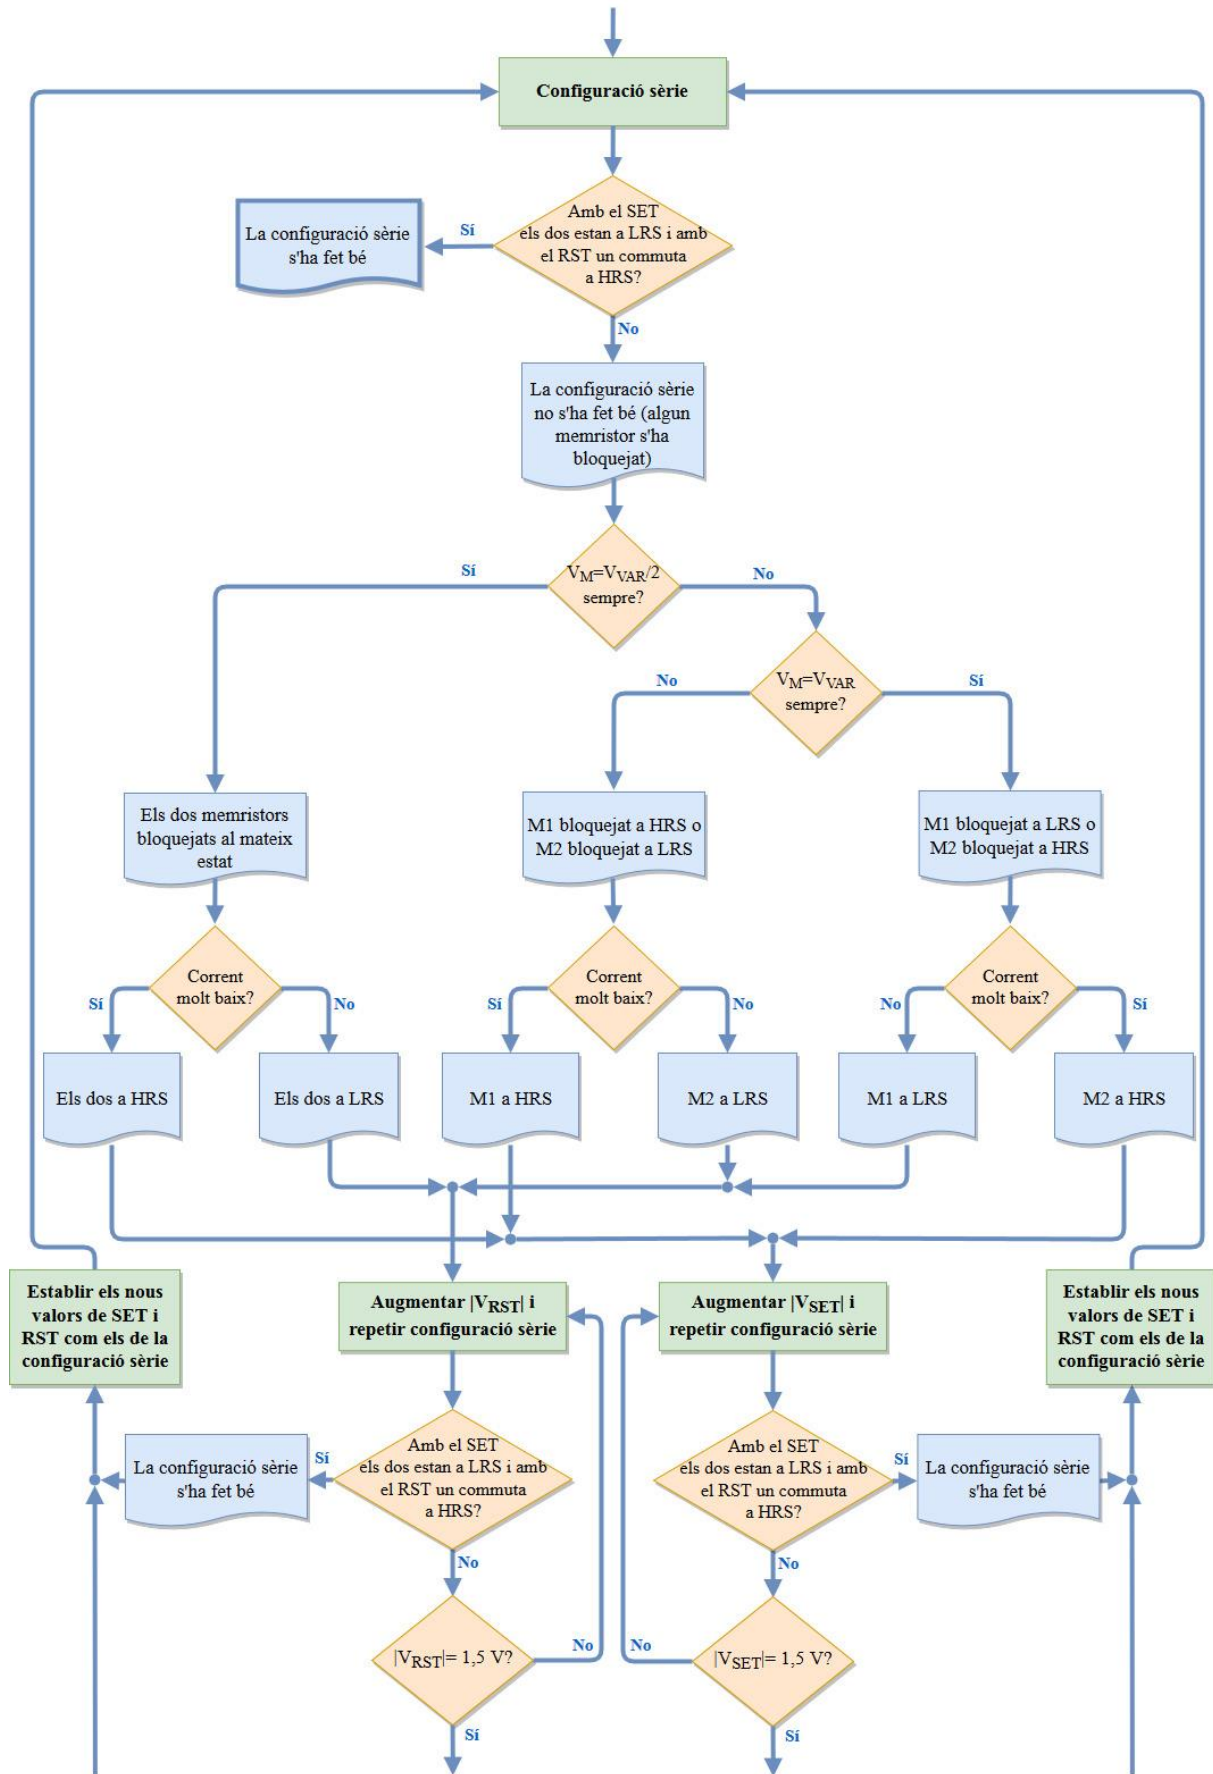 Configuració sèrie
Amb el SET
els dos estan a LRS i amb
el RST un commuta
a HRS?
Sí
La configuració sèrie
s'ha fet bé
No
La configuració sèrie
no s'ha fet bé (algun
memristor s'ha
bloquejat)
Sí
VM=VVAR/2
sempre?
No
No
VM=VVAR
sempre?
Sí
Els dos memristors
bloquejats al mateix
estat
M1 bloquejat a HRS o
M2 bloquejat a LRS
M1 bloquejat a LRS o
M2 bloquejat a HRS
Sí
Corrent
molt baix?
No
Sí
Corrent
molt baix?
No
No
Corrent
molt baix?
Sí
Els dos a HRS
Els dos a LRS
M1 a HRS
M2 a LRS
M1 a LRS
M2 a HRS
Establir els nous
valors de SET i
RST com els de la
configuració sèrie
Augmentar |VRST| i
repetir configuració sèrie
Augmentar |VSET| i
repetir configuració sèrie
Establir els nous
valors de SET i
RST com els de la
configuració sèrie
La configuració sèrie
s'ha fet bé
Sí
Amb el SET
els dos estan a LRS i amb
el RST un commuta
a HRS?
Amb el SET
els dos estan a LRS i amb
el RST un commuta
a HRS?
Sí
La configuració sèrie
s'ha fet bé
No
No
|VRST|= 1,5 V?
No
No
|VSET|= 1,5 V?
Sí
Sí